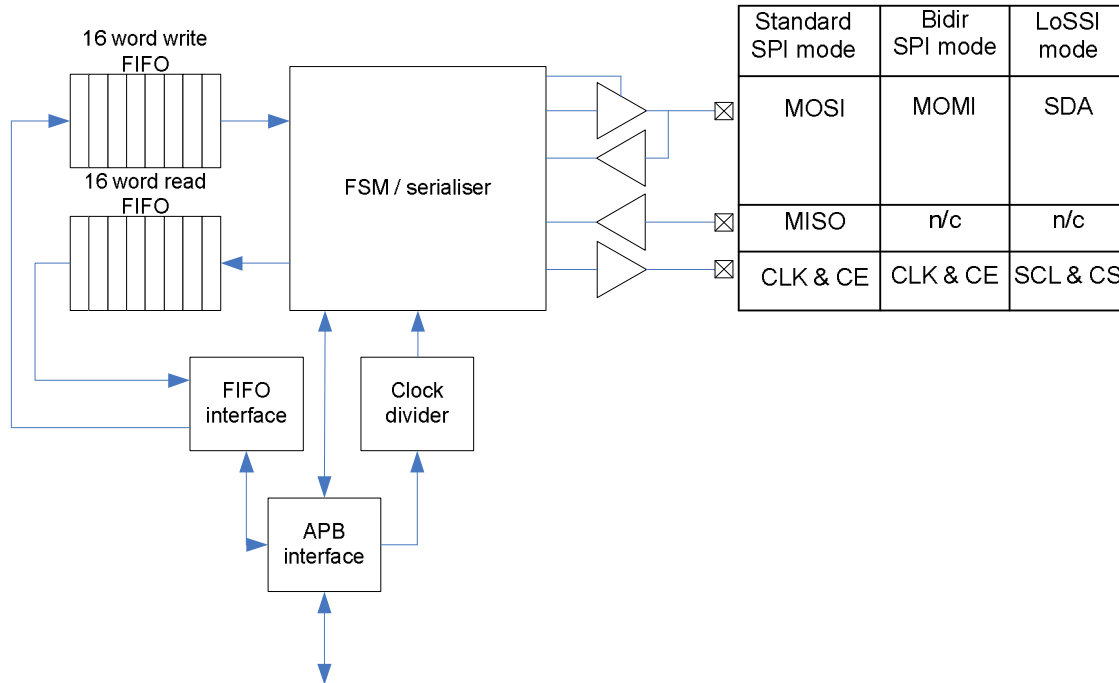 16 word write
FIFO
16 word read
FIFO
FSM / serialiser
FIFO
interface
Clock
divider
APB
interface
Standard
SPI mode
Bidir
SPI mode
LoSSI
mode
MOSI
MOMI
SDA
MISO
n/c
n/c
CLK & CE
CLK & CE
SCL & CS